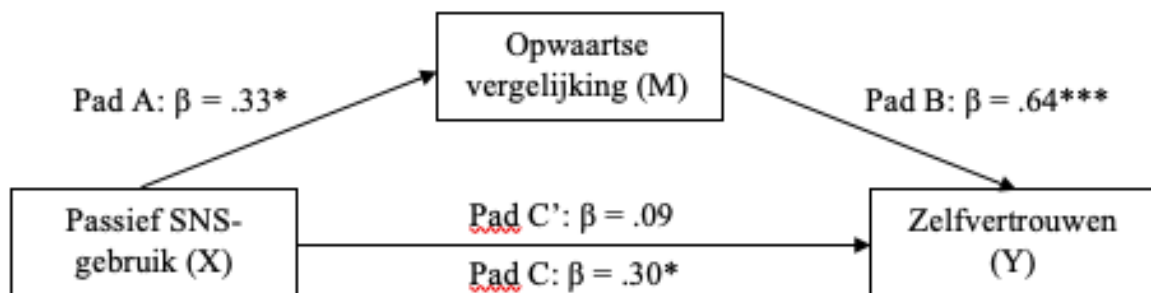 Opwaartse
vergelijking (M)
Pad A: β = .33*
Pad B: β = .64***
Passief SNS-
gebruik (X)
Pad C’: β = .09
Pad C: β = .30*
Zelfvertrouwen
(Y)